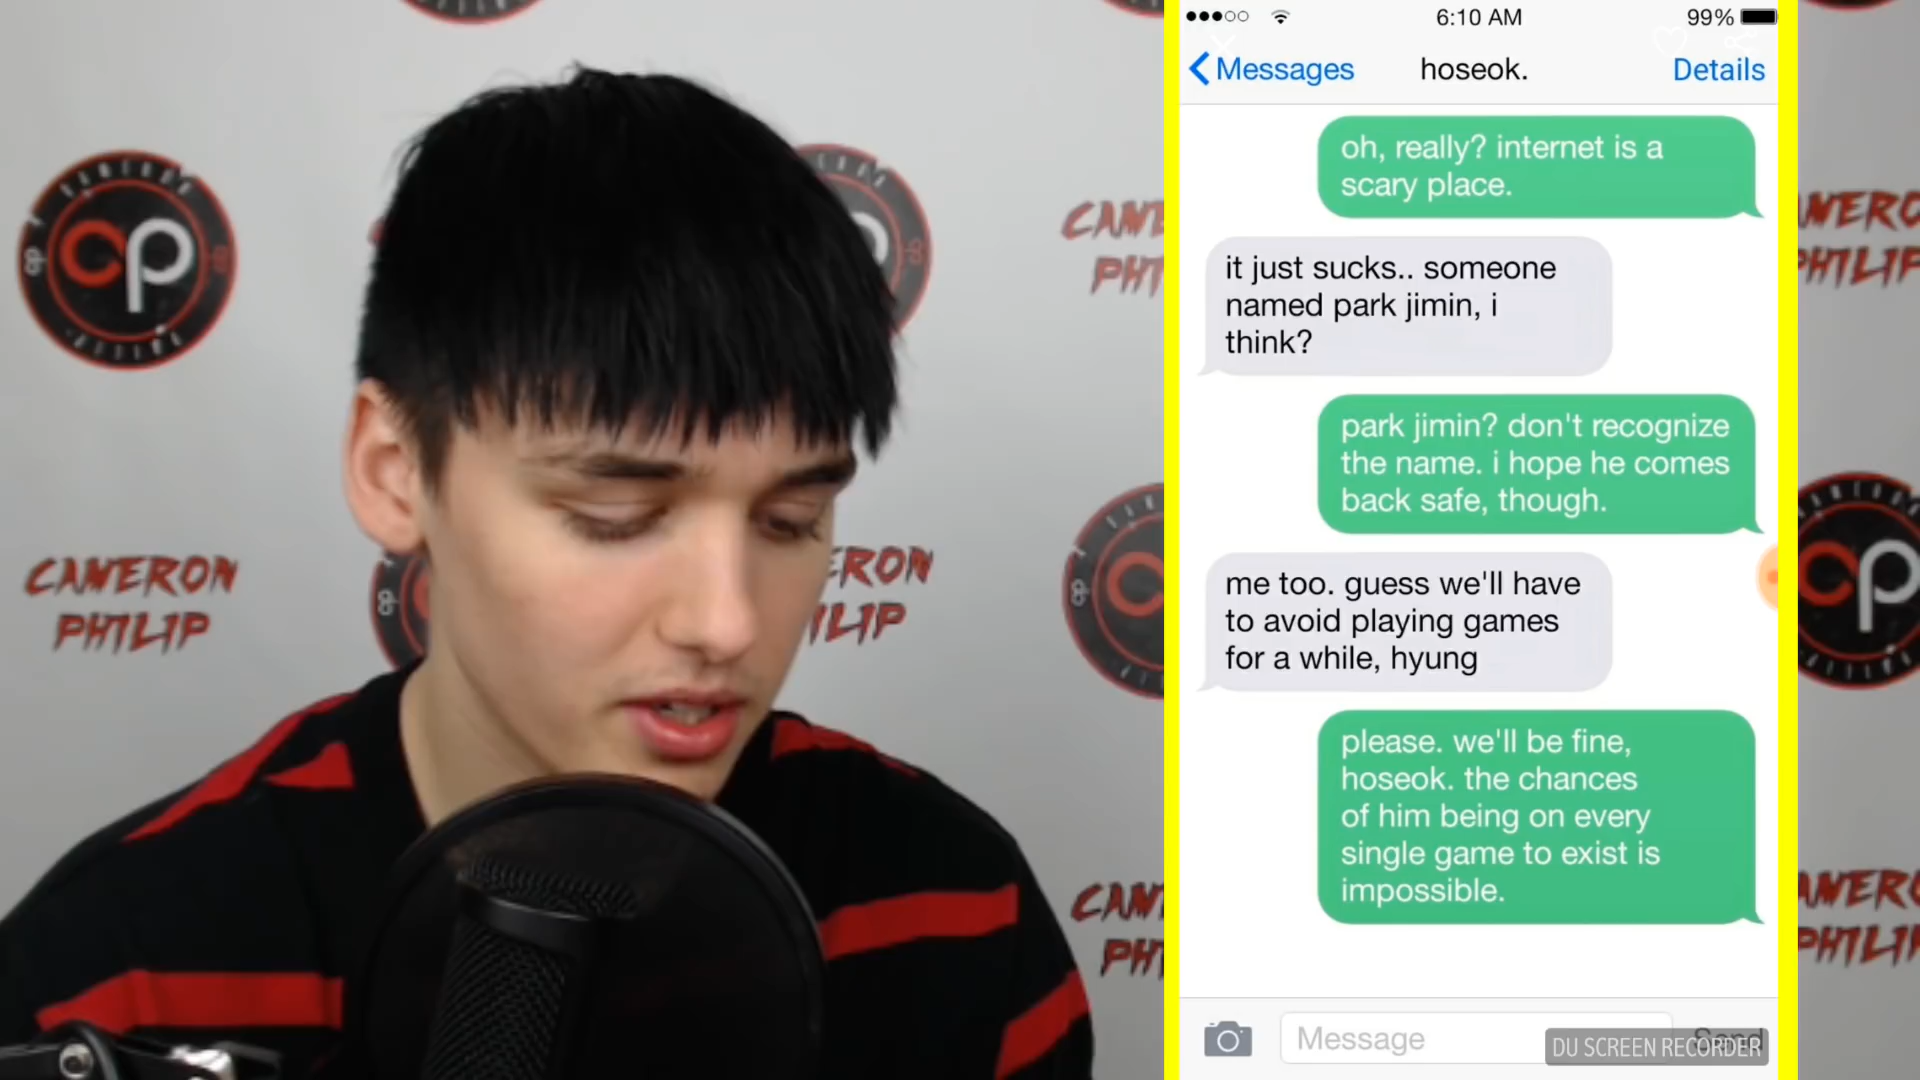 6:10 AM
99%
Messages
hoseok.
Details
oh, really? internet is a
scary place.
it just sucks.. someone
named park jimin, i
think?
park jimin? don't recognize
the name. i hope he comes
back safe, though.
me too. guess we'll have
to avoid playing games
for a while, hyung
please. we'll be fine,
hoseok. the chances
of him being on every
single game to exist is
impossible.
Message
Send
DU SCREEN RECORDER
cp
CAMERON
PHILIP